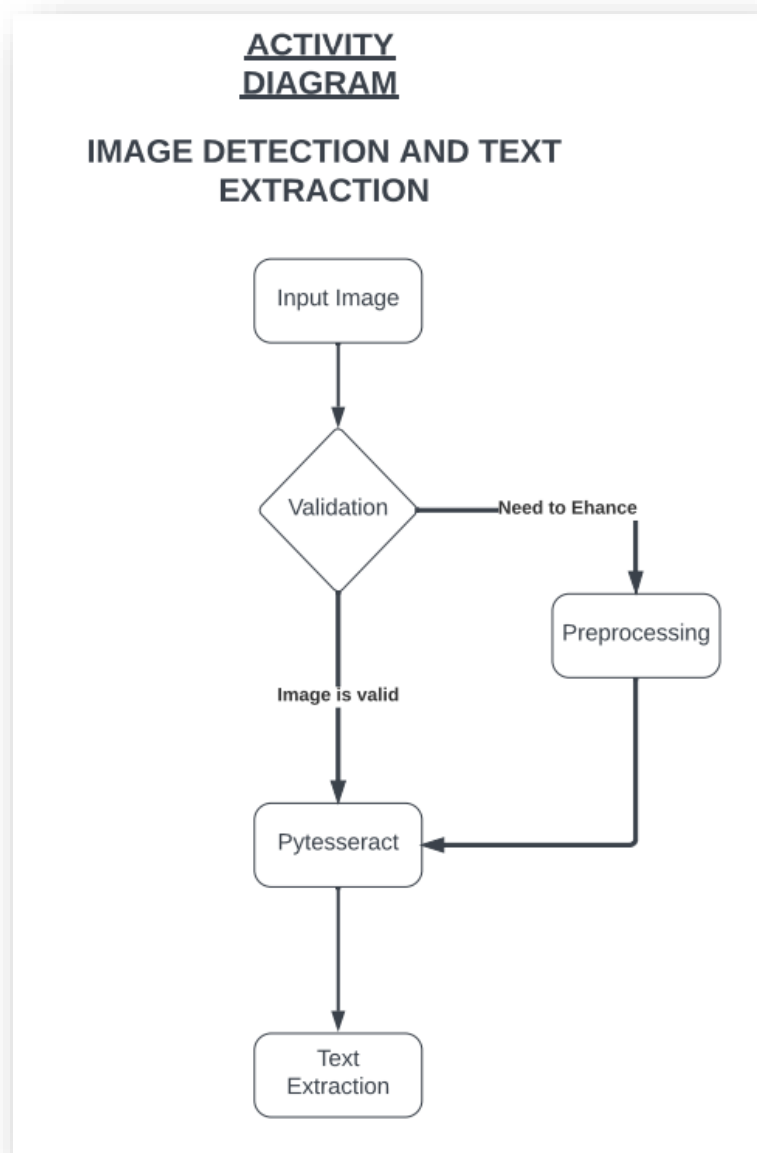 ACTIVITY
DIAGRAM
IMAGE DETECTION AND TEXT
EXTRACTION
Input Image
Validation
Need to Ehance
Preprocessing
Image is valid
Pytesseract
Text
Extraction